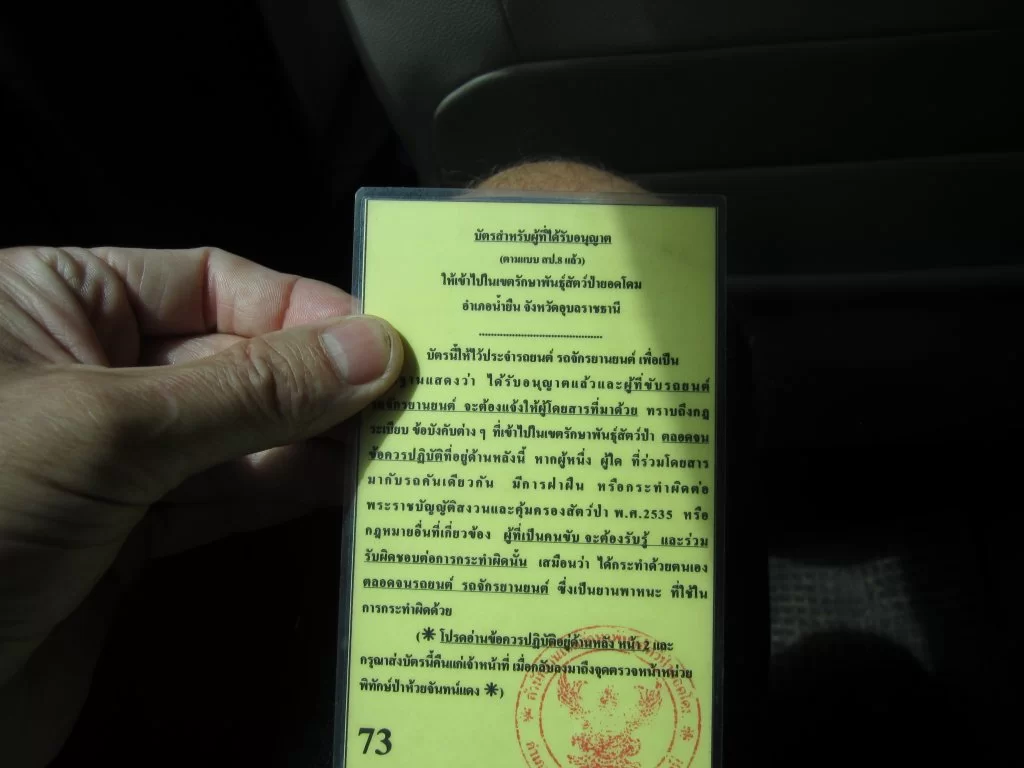 บัตรสำหรับผู้ที่ได้รับอนุญาต
(ตามแบบ สป.8 แล้ว)
ให้เข้าไปในเขตรักษาพันธุ์สัตว์ป่ายอดโดม
อำเภอน้ำยืน จังหวัดอุบลราชธานี
บัตรนี้ให้ไว้ประจำรถยนต์ รถจักรยานยนต์ เพื่อเป็น
ฐานแสดงว่า ได้รับอนุญาตแล้วและผู้ที่ขับรถยนต์
รถจักรยานยนต์ จะต้องแจ้งให้ผู้โดยสารที่มาด้วย ทราบถึงกฎ
ระเบียบ ข้อบังคับต่าง ๆ ที่เข้าไปในเขตรักษาพันธุ์สัตว์ป่า ตลอดจน
ข้อควรปฏิบัติที่อยู่ด้านหลังนี้ หากผู้หนึ่ง ผู้ใด ที่ร่วมโดยสาร
มากับรถคันเดียวกัน มีการฝ่าฝืน หรือกระทำผิดต่อ
พระราชบัญญัติสงวนและคุ้มครองสัตว์ป่า พ.ศ.2535 หรือ
กฎหมายอื่นที่เกี่ยวข้อง ผู้ที่เป็นคนขับ จะต้องรับรู้ และร่วม
รับผิดชอบต่อการกระทำผิดนั้น เสมือนว่า ได้กระทำด้วยตนเอง
ตลอดจนรถยนต์ รถจักรยานยนต์ ซึ่งเป็นยานพาหนะ ที่ใช้ใน
การกระทำผิดด้วย
(✳ โปรดอ่านข้อควรปฏิบัติอยู่ด้านหลัง หน้า 2 และ
กรุณาส่งบัตรนี้คืนแก่เจ้าหน้าที่ เมื่อกลับลงมาถึงจุดตรวจหน้าหน่วย
พิทักษ์ป่าห้วยจันทน์แดง ✳)
73